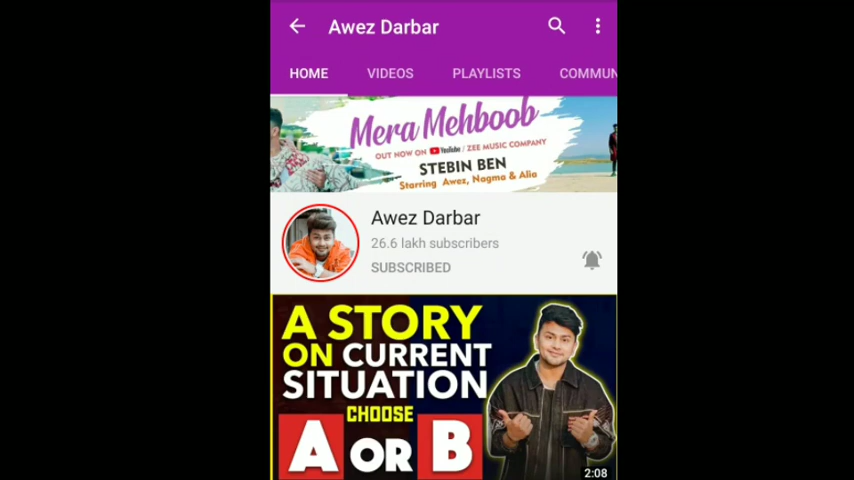 Awez Darbar
HOME VIDEOS PLAYLISTS COMMUN
Mera Mehboob
OUT NOW ON YouTube / ZEE MUSIC COMPANY
STEBIN BEN
Starring Awez, Nagma & Alia
Awez Darbar
26.6 lakh subscribers
SUBSCRIBED
A STORY
ON CURRENT
SITUATION
CHOOSE
A OR B
2:08